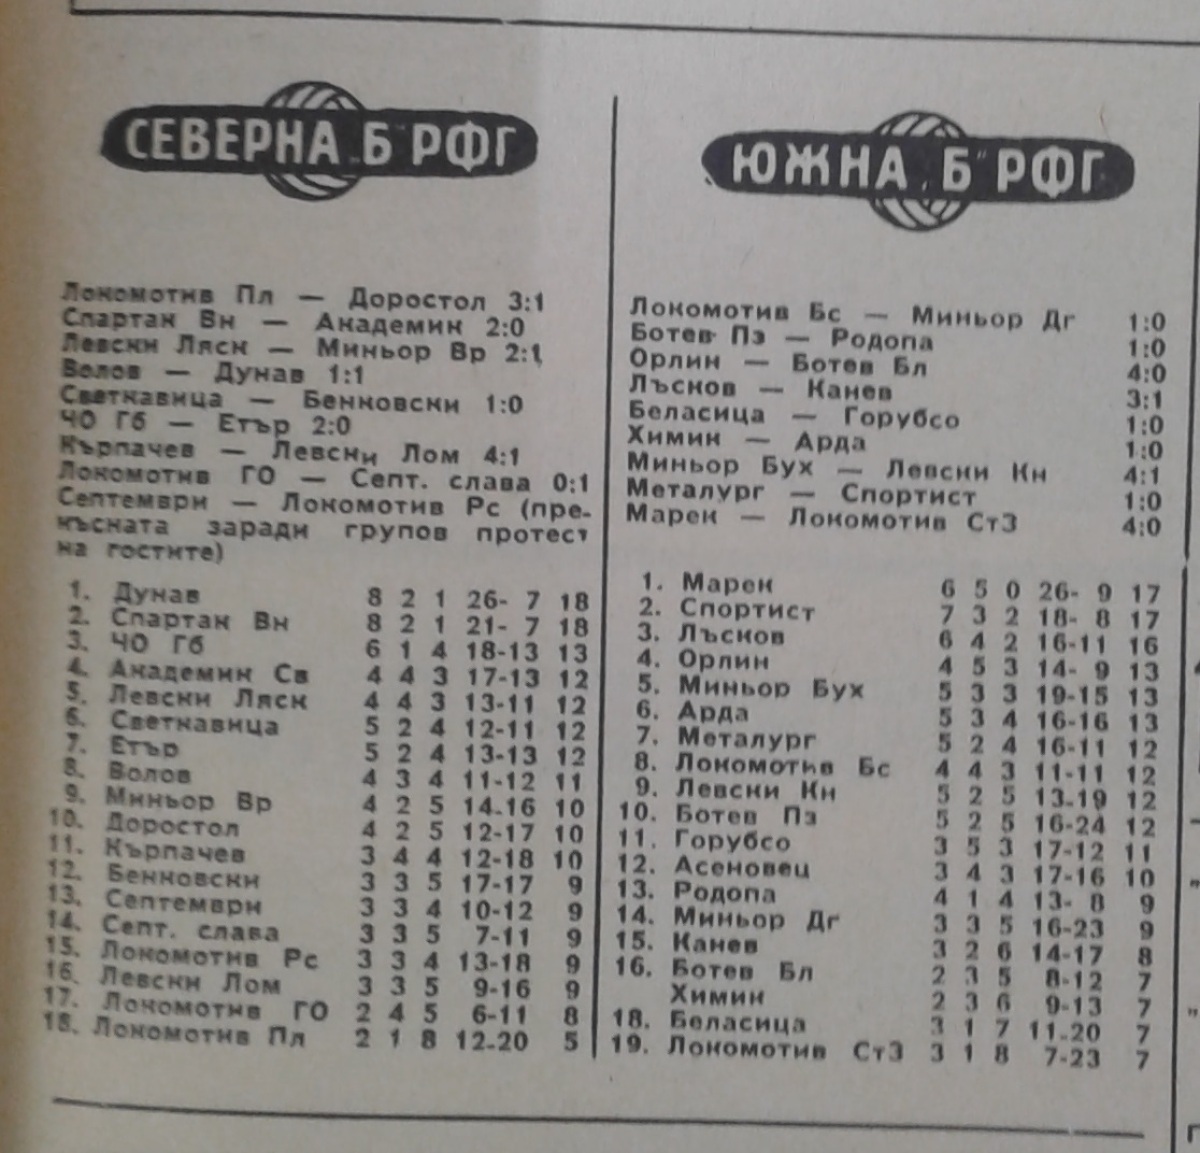 СЕВЕРНА „Б" РФГ
Локомотив Пл — Доростол 3:1
Спартан Вн — Анадемин 2:0
Левски Ляск — Миньор Вр 2:1
Волов — Дунав 1:1
Светкавица — Бенковски 1:0
ЧО Гб — Етър 2:0
Кърпачев — Левски Лом 4:1
Локомотив ГО — Септ. слава 0:1
Септември — Локомотив Рс (пре-
късната заради групов протест
на гостите)
1. Дунав 8 2 1 26- 7 18
2. Спартак Вн 8 2 1 21- 7 18
3. ЧО Гб 6 1 4 18-13 13
4. Академик Св 4 4 3 17-13 12
5. Левски Ляск 4 4 3 13-11 12
6. Светкавица 5 2 4 12-11 12
7. Етър 5 2 4 13-13 12
8. Волов 4 3 4 11-12 11
9. Миньор Вр 4 2 5 14-16 10
10. Доростол 4 2 5 12-17 10
11. Кърпачев 3 4 4 12-18 10
12. Бенковски 3 3 5 17-17 9
13. Септември 3 3 4 10-12 9
14. Септ. слава 3 3 5 7-11 9
15. Локомотив Рс 3 3 4 13-18 9
16. Левски Лом 3 3 5 9-16 9
17. Локомотив ГО 2 4 5 6-11 8
18. Локомотив Пл 2 1 8 12-20 5
ЮЖНА „Б" РФГ
Локомотив Бс — Миньор Дг 1:0
Ботев Пз — Родопа 1:0
Орлин — Ботев Бл 4:0
Лъсков — Канев 3:1
Беласица — Горубсо 1:0
Химик — Арда 1:0
Миньор Бух — Левски Кн 4:1
Металург — Спортист 1:0
Марек — Локомотив СтЗ 4:0
1. Марек 6 5 0 26- 9 17
2. Спортист 7 3 2 18- 8 17
3. Лъсков 6 4 2 16-11 16
4. Орлин 4 5 3 14- 9 13
5. Миньор Бух 5 3 3 19-15 13
6. Арда 5 3 4 16-16 13
7. Металург 5 2 4 16-11 12
8. Локомотив Бс 4 4 3 11-11 12
9. Левски Кн 5 2 5 13-19 12
10. Ботев Пз 5 2 5 16-24 12
11. Горубсо 3 5 3 17-12 11
12. Асеновец 3 4 3 17-16 10
13. Родопа 4 1 4 13- 8 9
14. Миньор Дг 3 3 5 16-23 9
15. Канев 3 2 6 14-17 8
16. Ботев Бл 2 3 5 8-12 7
Химик 2 3 6 9-13 7
18. Беласица 3 1 7 11-20 7
19. Локомотив СтЗ 3 1 8 7-23 7